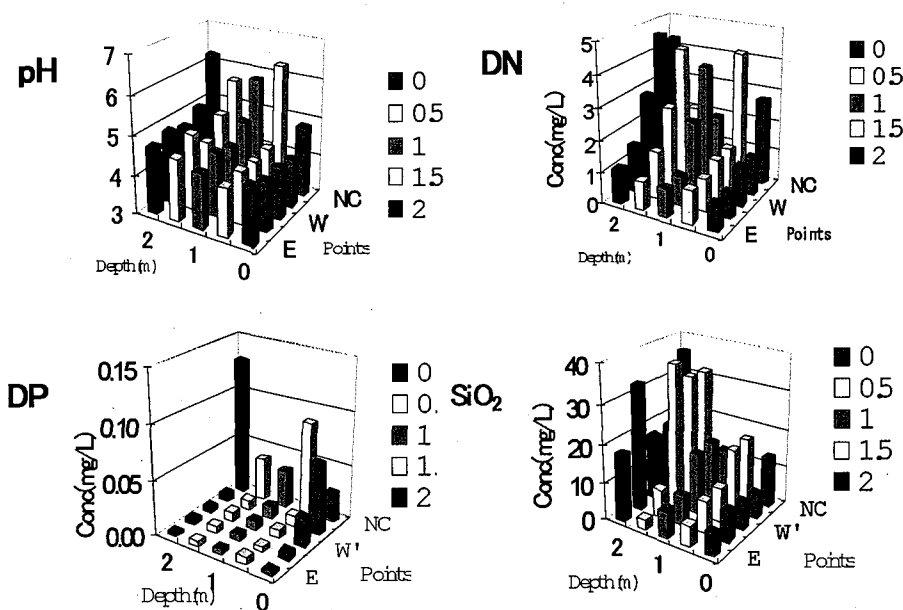 pH
7
6
5
4
3
2
1
0
Depth(m)
E
W
NC
Points
0
0.5
1
1.5
2
DN
Conc(mg/L)
5
4
3
2
1
0
2
1
0
Depth(m)
E
W
NC
Points
0
0.5
1
1.5
2
DP
Conc(mg/L)
0.15
0.10
0.05
0.00
2
1
0
Depth(m)
E
W'
NC
Points
0
0.
1
1.
2
SiO₂
Conc(mg/L)
40
30
20
10
0
2
1
0
Depth(m)
E
W'
NC
Points
0
0.5
1
1.5
2